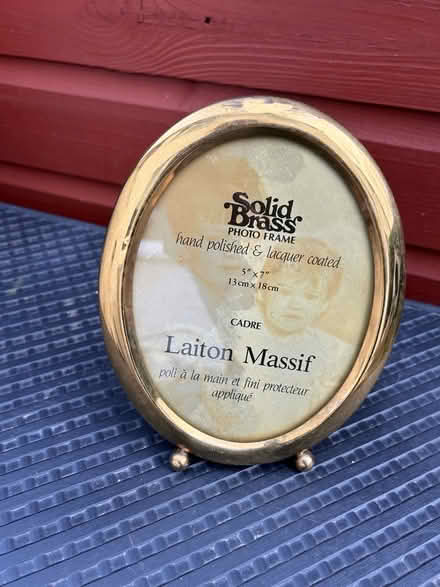 Solid
Brass
PHOTO FRAME
hand polished & lacquer coated
5" x 7"
13 cm x 18 cm
CADRE
Laiton Massif
poli à la main et fini protecteur
appliqué